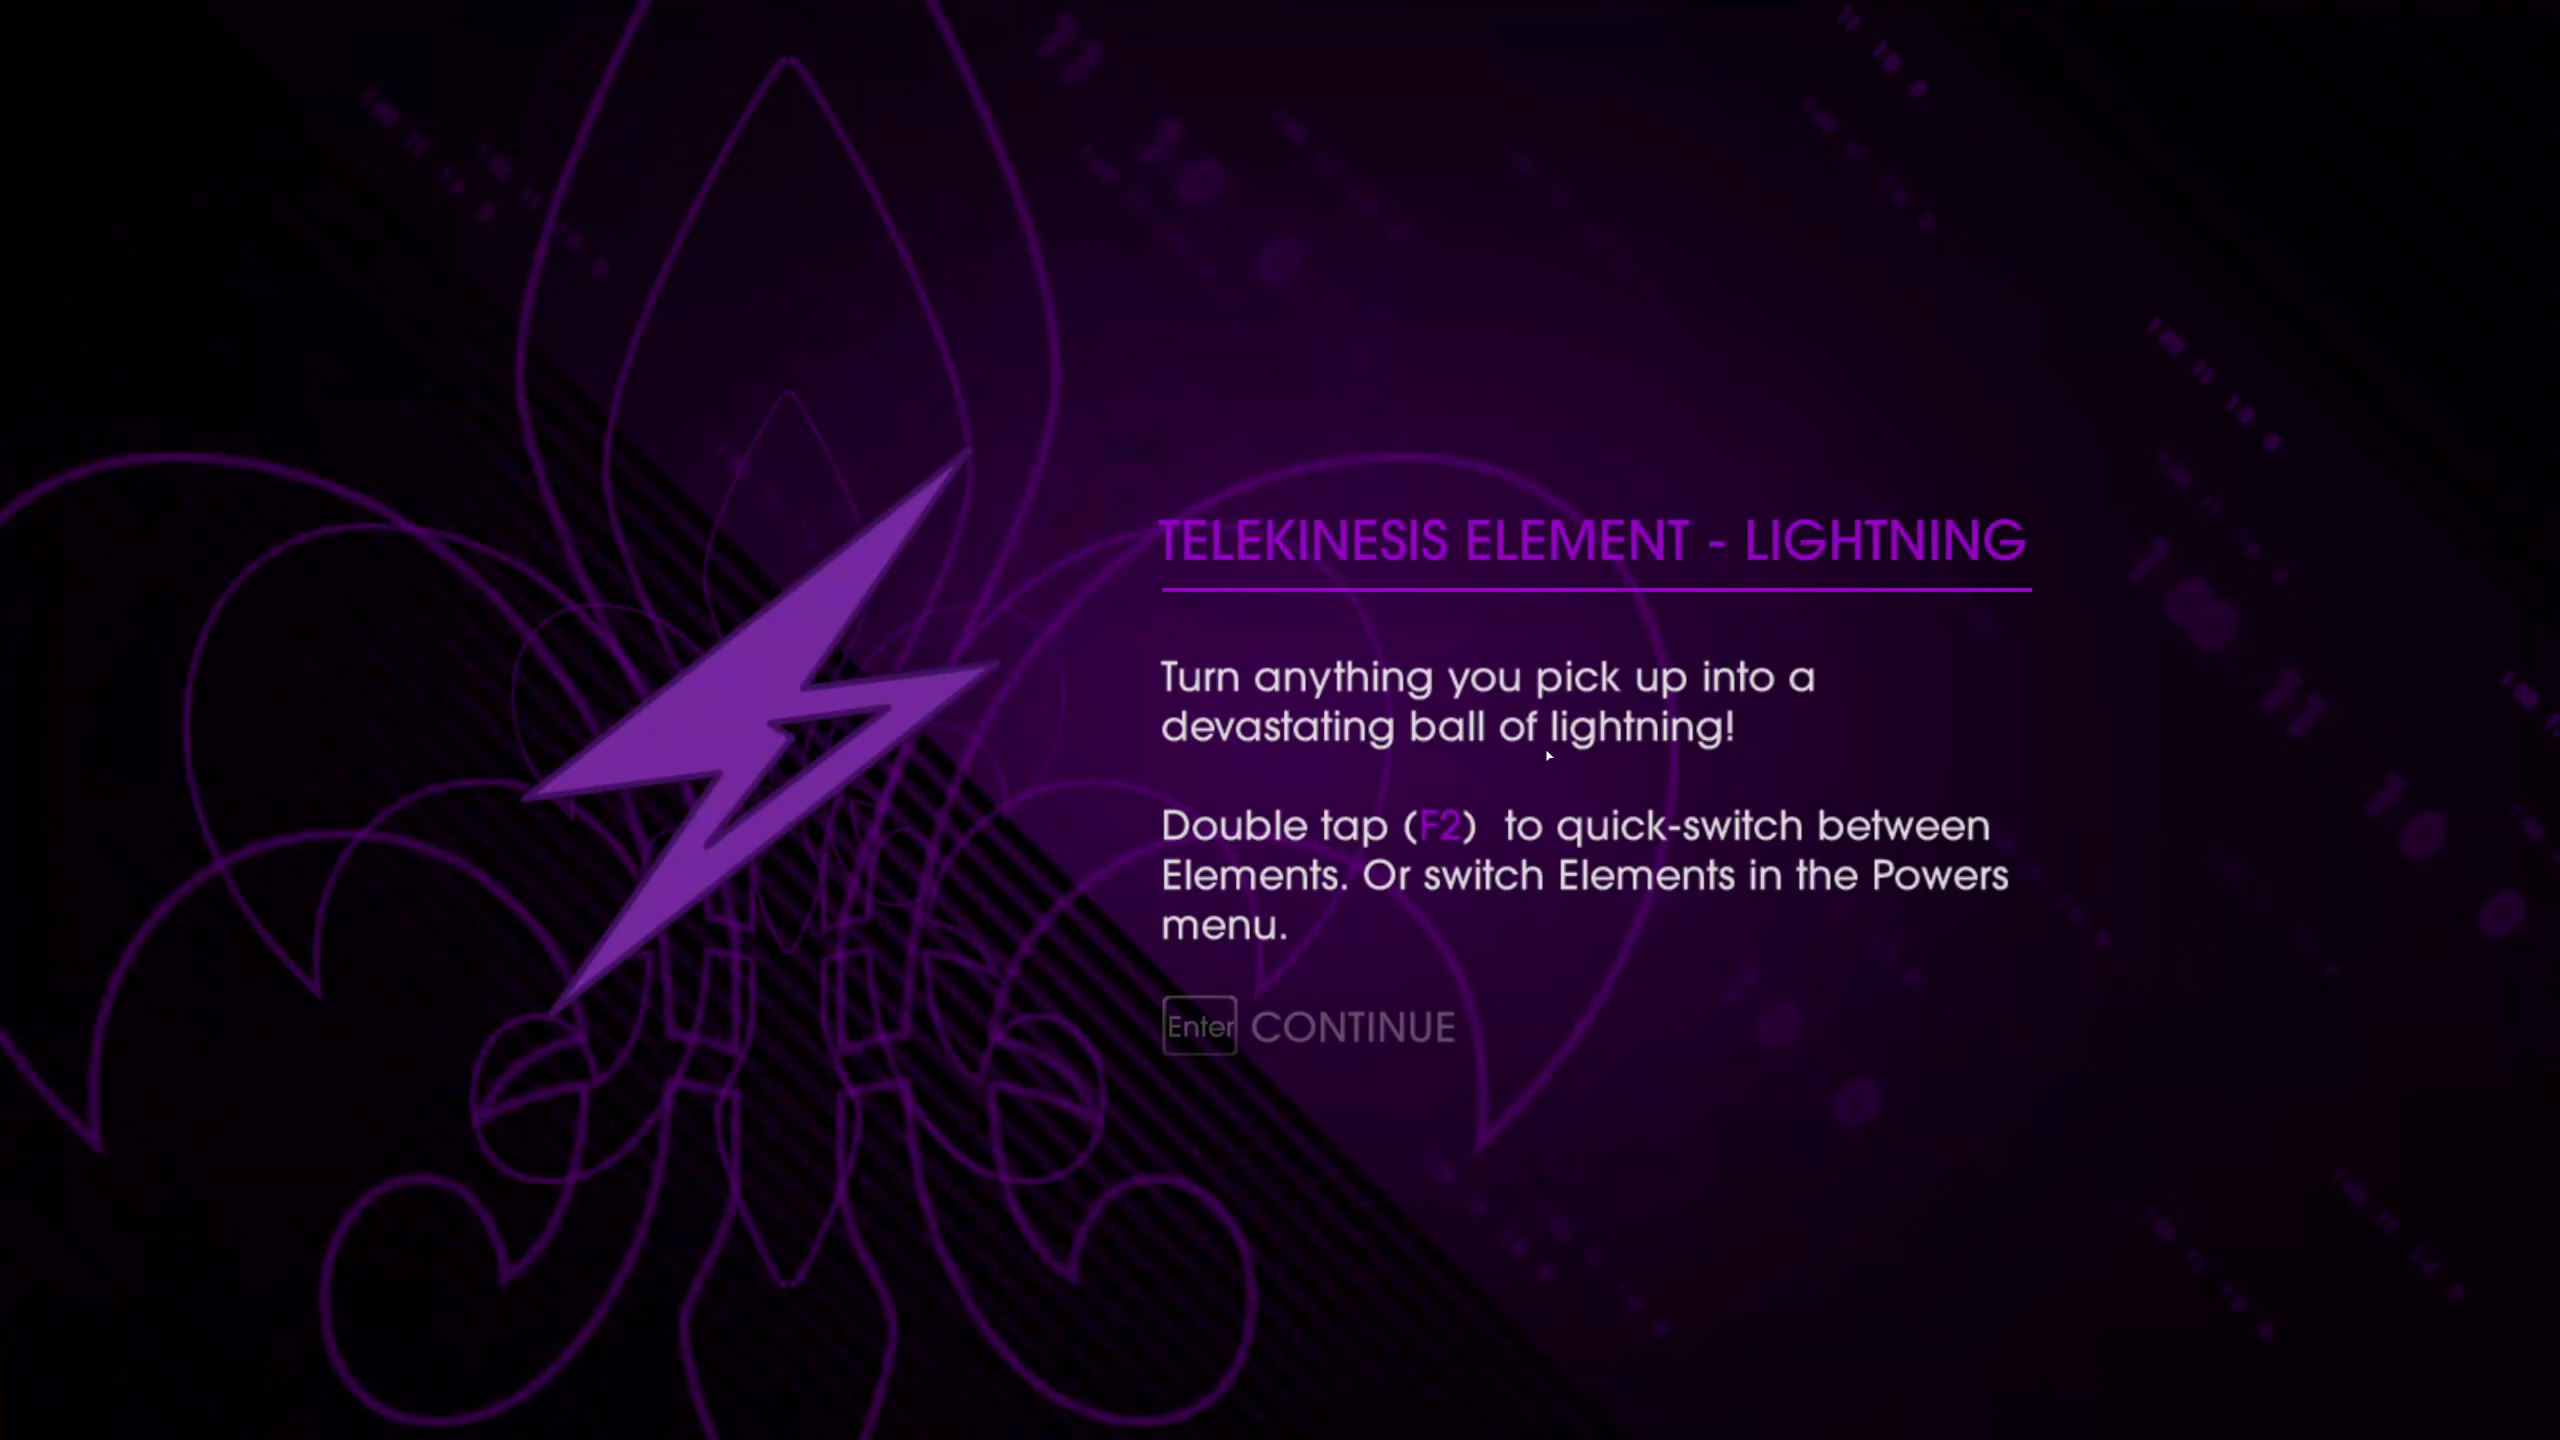 TELEKINESIS ELEMENT - LIGHTNING
Turn anything you pick up into a
devastating ball of lightning!
Double tap (F2)  to quick-switch between
Elements. Or switch Elements in the Powers
menu.
Enter CONTINUE